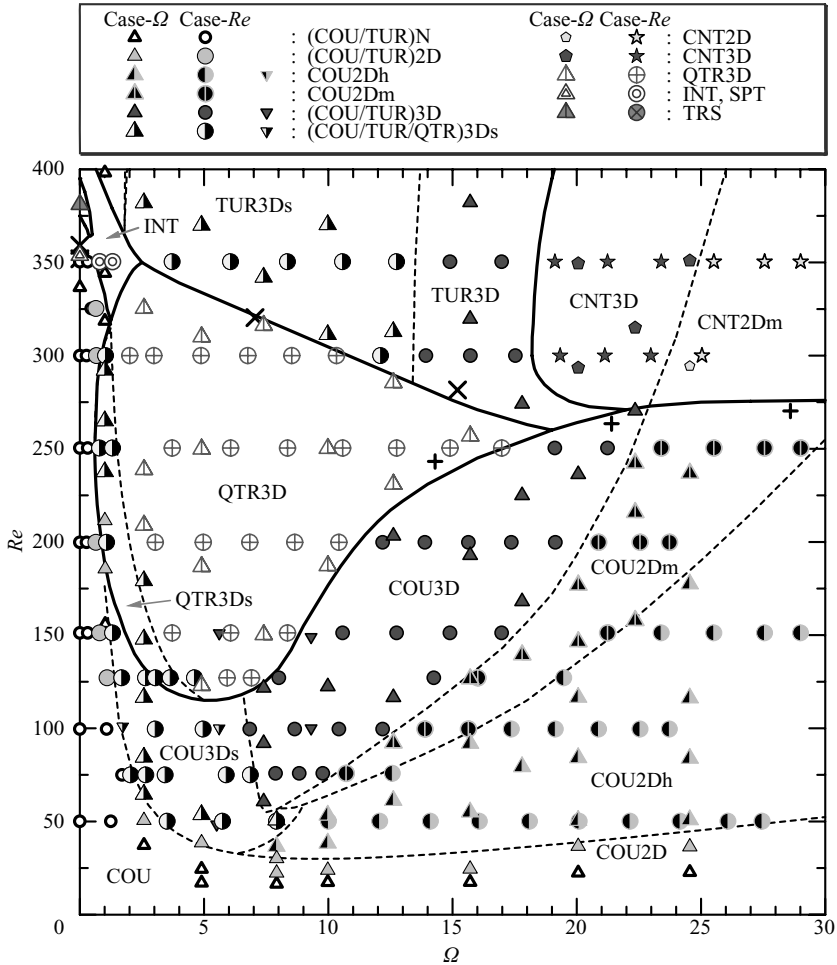 Case-Ω Case-Re
: (COU/TUR)N
: (COU/TUR)2D
: COU2Dh
: COU2Dm
: (COU/TUR)3D
: (COU/TUR/QTR)3Ds
Case-Ω Case-Re
: CNT2D
: CNT3D
: QTR3D
: INT, SPT
: TRS
400
350
300
250
200
150
100
50
0
Re
TUR3Ds
INT
TUR3D
CNT3D
CNT2Dm
QTR3D
COU3D
COU2Dm
QTR3Ds
COU3Ds
COU2Dh
COU2D
COU
5
10
15
20
25
30
Ω